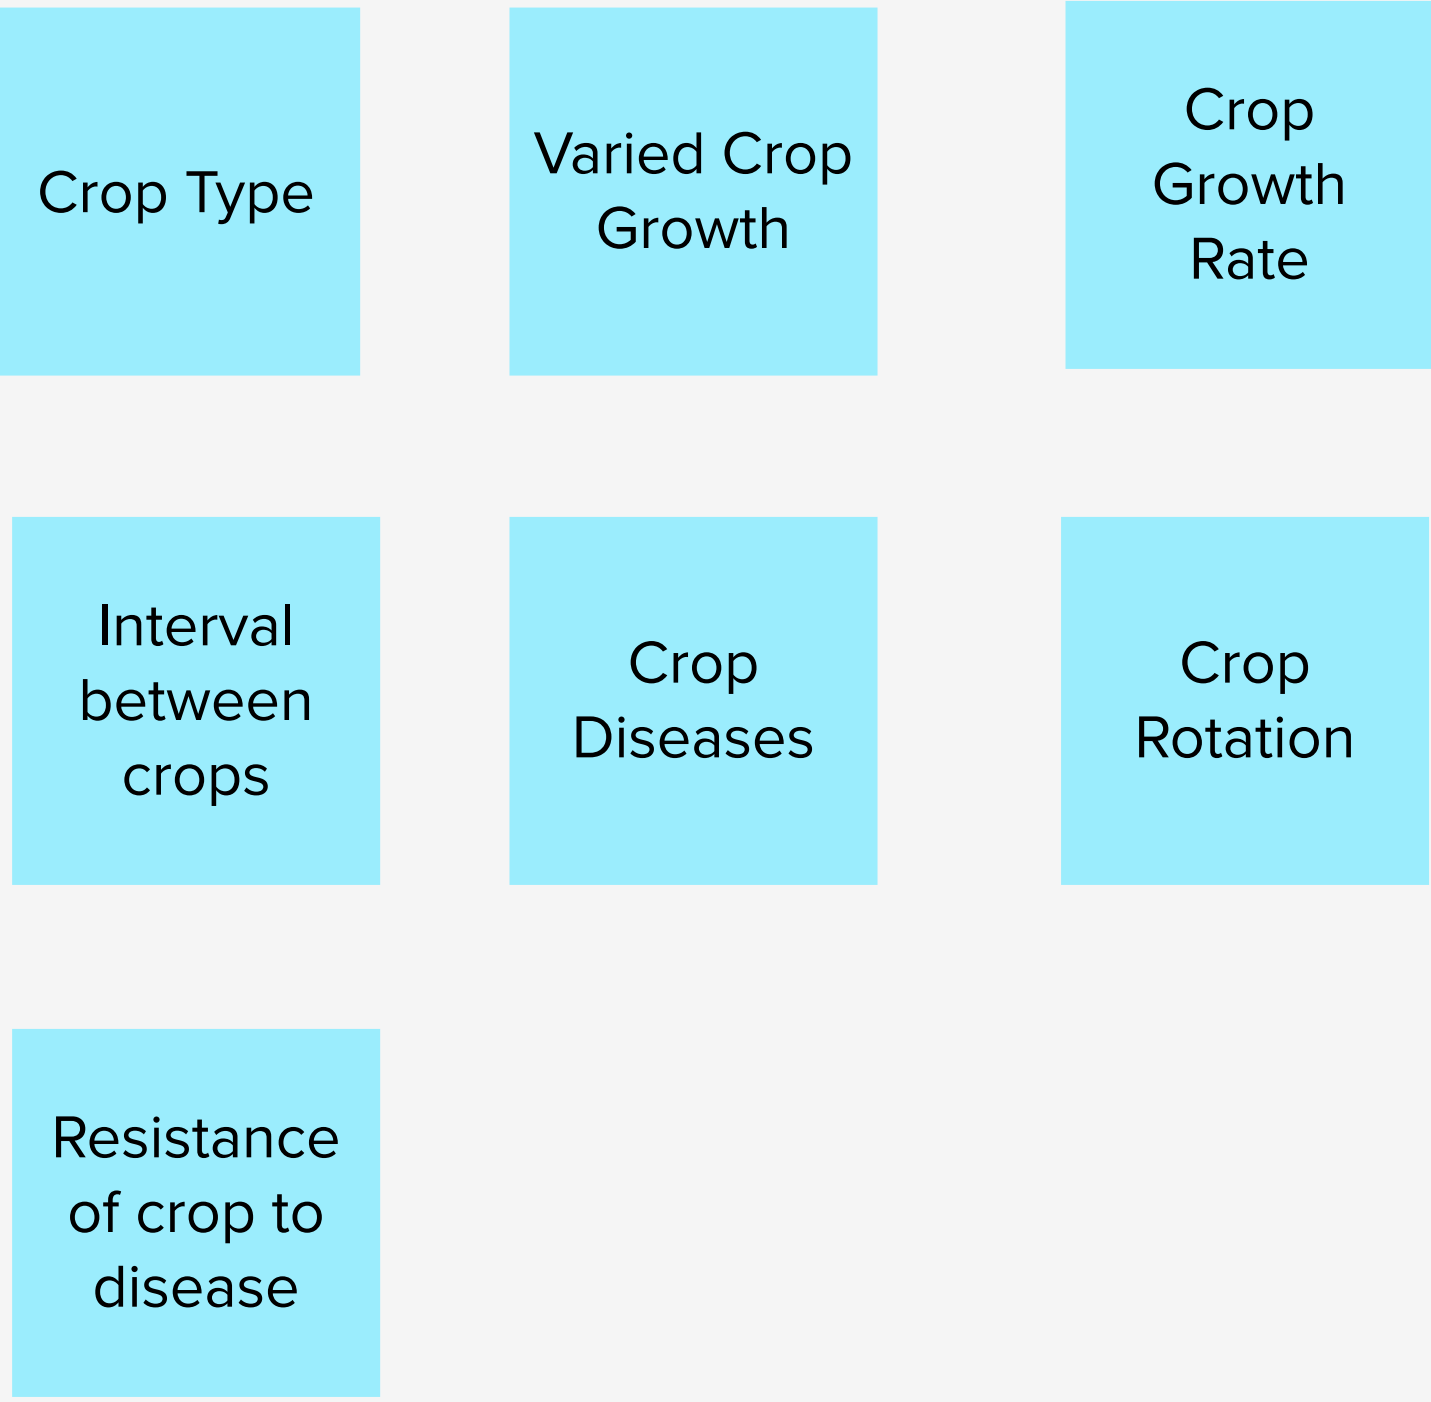 Crop Type
Varied Crop
Growth
Crop
Growth
Rate
Interval
between
crops
Crop
Diseases
Crop
Rotation
Resistance
of crop to
disease